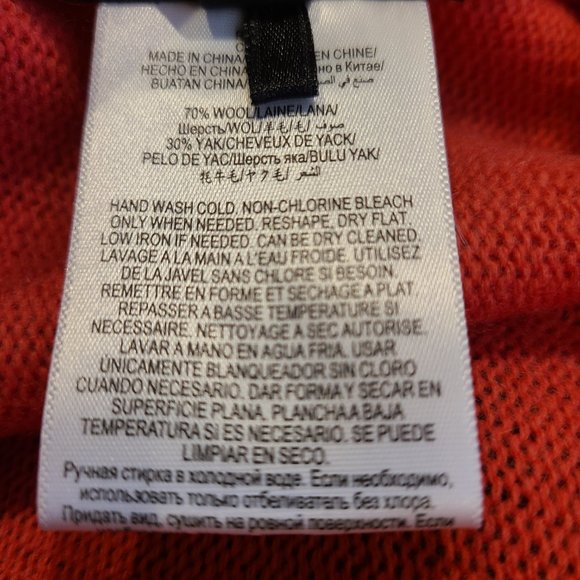 MADE IN CHINA/ EN CHINE/
HECHO EN CHINA/ но в Китае/
BUATAN CHINA/ صنع في
70% WOOL/LAINE/LANA/
Шерсть/WOL/羊毛/毛/ صوف
30% YAK/CHEVEUX DE YACK/
PELO DE YAC/Шерсть яка/BULU YAK/
牦牛毛/ヤク毛/ الشعر
HAND WASH COLD. NON-CHLORINE BLEACH
ONLY WHEN NEEDED. RESHAPE, DRY FLAT.
LOW IRON IF NEEDED. CAN BE DRY CLEANED.
LAVAGE A LA MAIN A L'EAU FROIDE. UTILISEZ
DE LA JAVEL SANS CHLORE SI BESOIN.
REMETTRE EN FORME ET SECHAGE A PLAT.
REPASSER A BASSE TEMPERATURE SI
NECESSAIRE. NETTOYAGE A SEC AUTORISE.
LAVAR A MANO EN AGUA FRIA. USAR
ÚNICAMENTE BLANQUEADOR SIN CLORO
CUANDO NECESARIO. DAR FORMA Y SECAR EN
SUPERFICIE PLANA. PLANCHA A BAJA
TEMPERATURA SI ES NECESARIO. SE PUEDE
LIMPIAR EN SECO.
Ручная стирка в холодной воде. Если необходимо,
использовать только отбеливатель без хлора.
Придать вид, сушить на ровной поверхности. Если